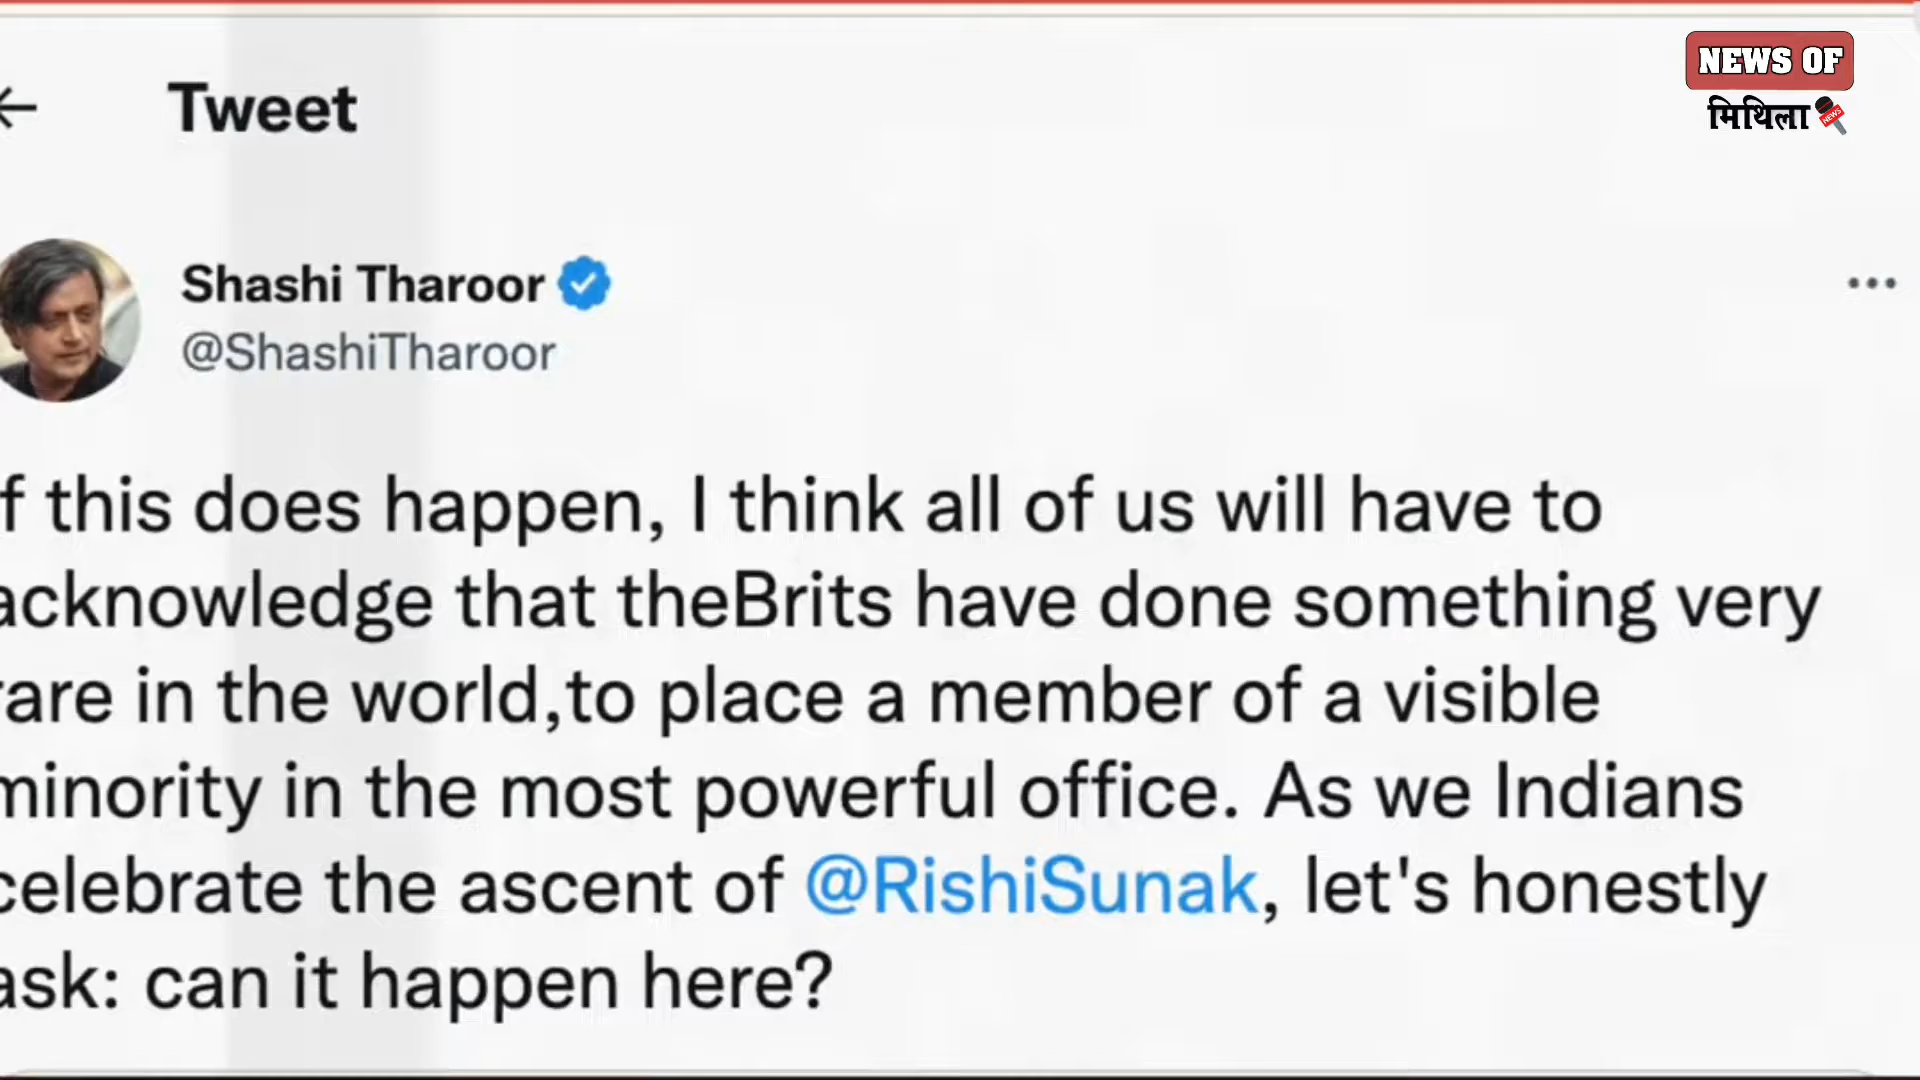 Tweet
NEWS OF
मिथिला
NEWS
Shashi Tharoor
@ShashiTharoor
f this does happen, I think all of us will have to
acknowledge that theBrits have done something very
rare in the world,to place a member of a visible
minority in the most powerful office. As we Indians
celebrate the ascent of @RishiSunak, let's honestly
ask: can it happen here?